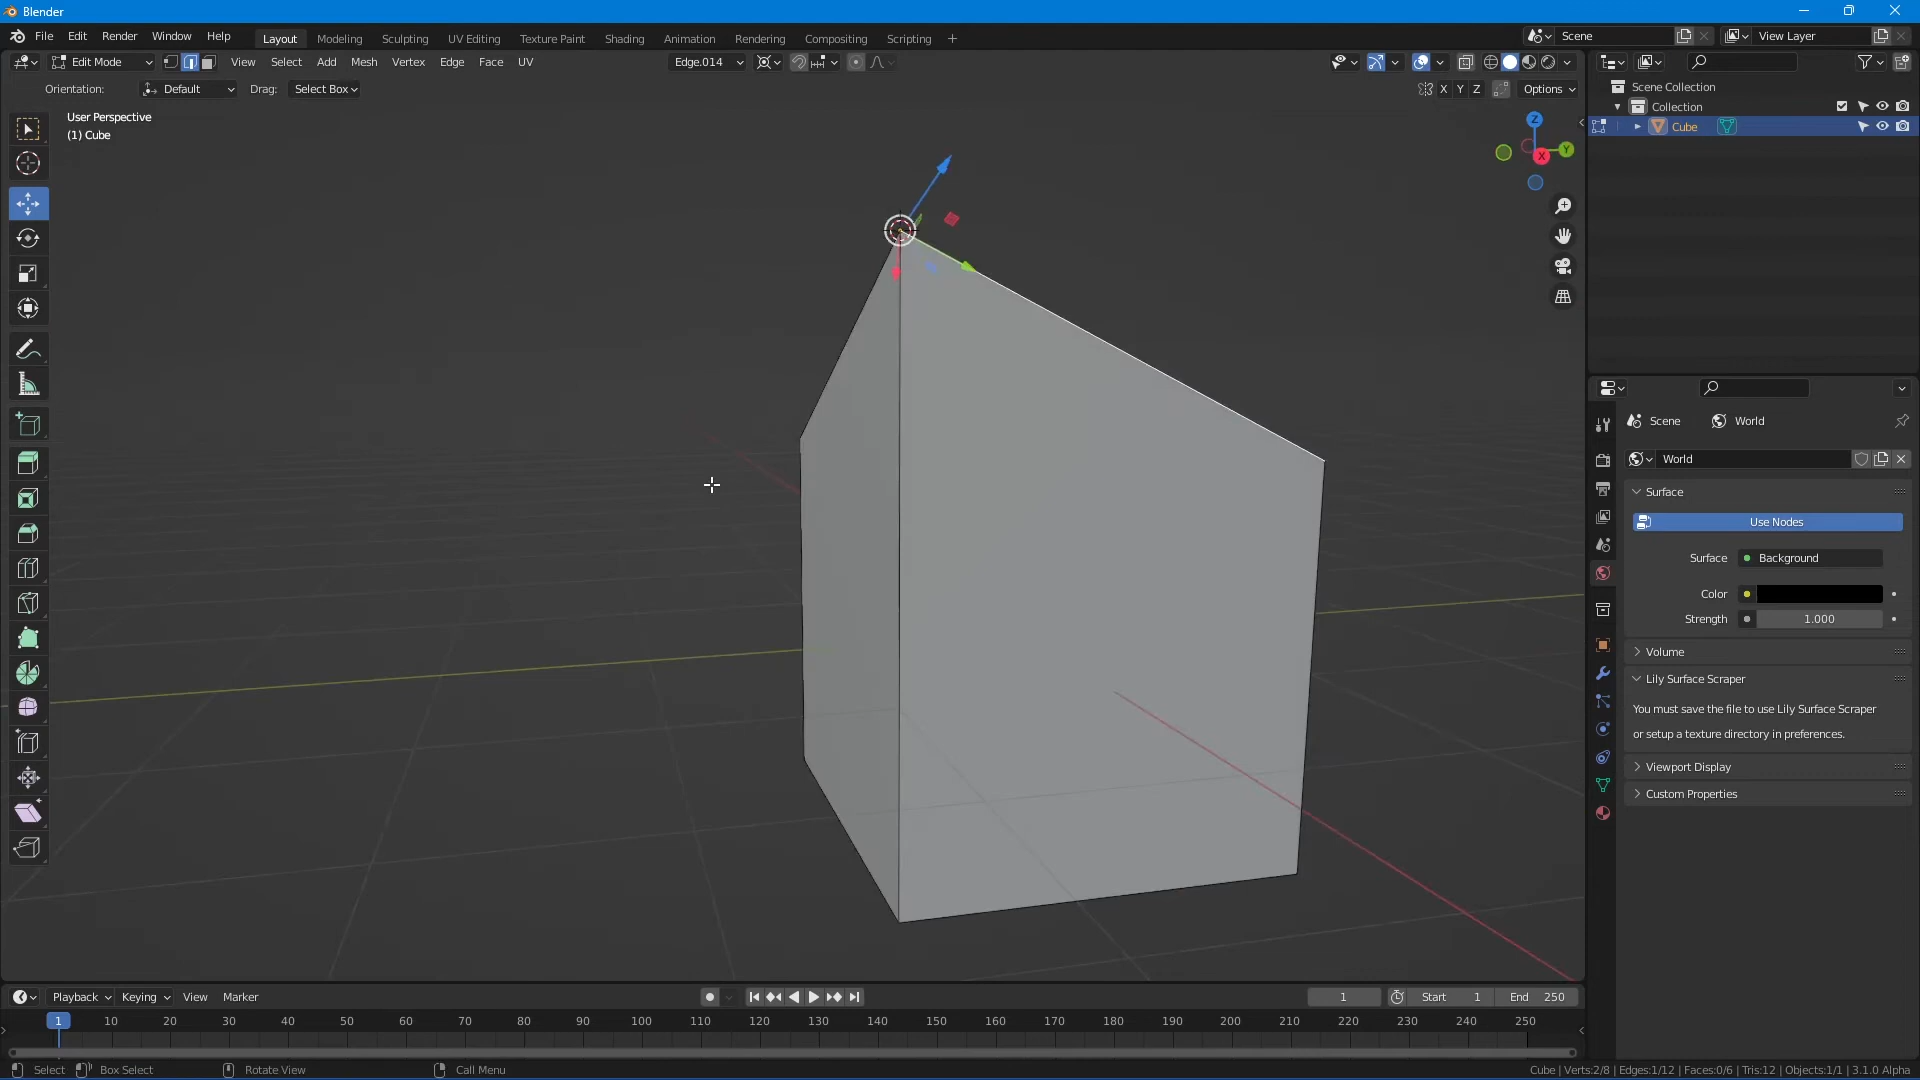 Blender
File Edit Render Window Help
Layout Modeling Sculpting UV Editing Texture Paint Shading Animation Rendering Compositing Scripting +
Scene
View Layer
Edit Mode
View Select Add Mesh Vertex Edge Face UV
Edge.014
Orientation: Default Drag: Select Box
X Y Z
Options
User Perspective
(1) Cube
Z
Y
X
Scene Collection
Collection
Cube
Scene
World
World
Surface
Use Nodes
Surface Background
Color
Strength 1.000
Volume
Lily Surface Scraper
You must save the file to use Lily Surface Scraper
or setup a texture directory in preferences.
Viewport Display
Custom Properties
Playback Keying View Marker
1
Start 1
End 250
1 10 20 30 40 50 60 70 80 90 100 110 120 130 140 150 160 170 180 190 200 210 220 230 240 250
Select
Box Select
Rotate View
Call Menu
Cube | Verts:2/8 | Edges:1/12 | Faces:0/6 | Tris:12 | Objects:1/1 | 3.1.0 Alpha